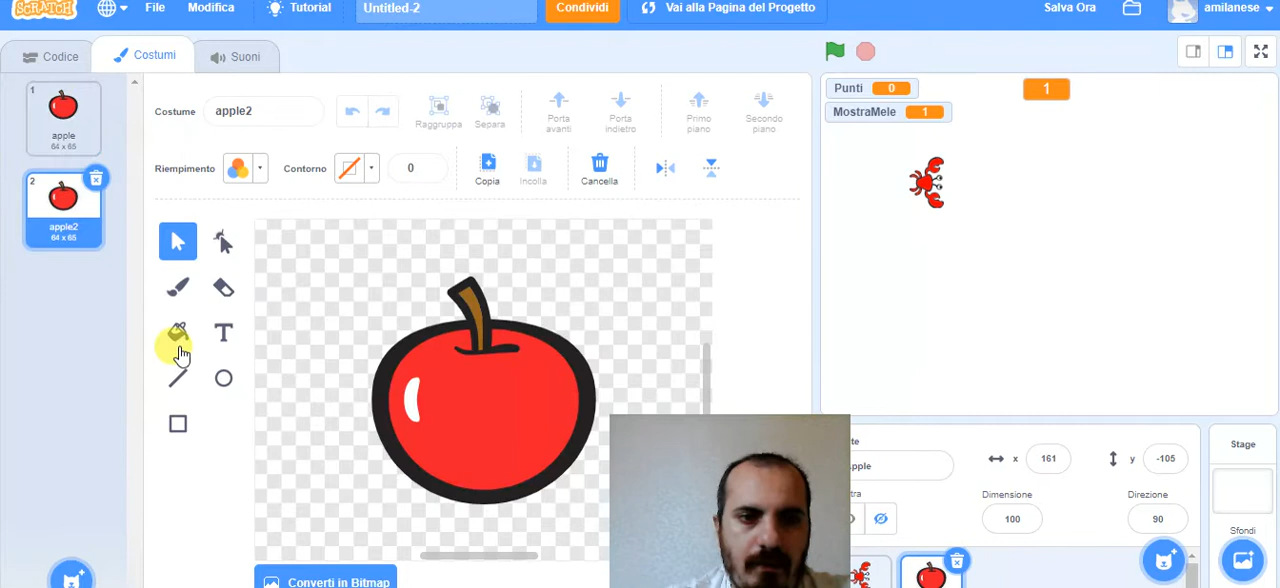 SCRATCH File Modifica Tutorial Untitled-2 Condividi Vai alla Pagina del Progetto Salva Ora amilanese
Codice Costumi Suoni
1
apple
64 x 65
2
apple2
64 x 65
Costume apple2
Raggruppa Separa Porta avanti Porta indietro Primo piano Secondo piano
Riempimento Contorno 0 Copia Incolla Cancella
T
Converti in Bitmap
Punti 0
MostraMele 1
1
x 161 y -105
Dimensione Direzione
100 90
Stage
Sfondi